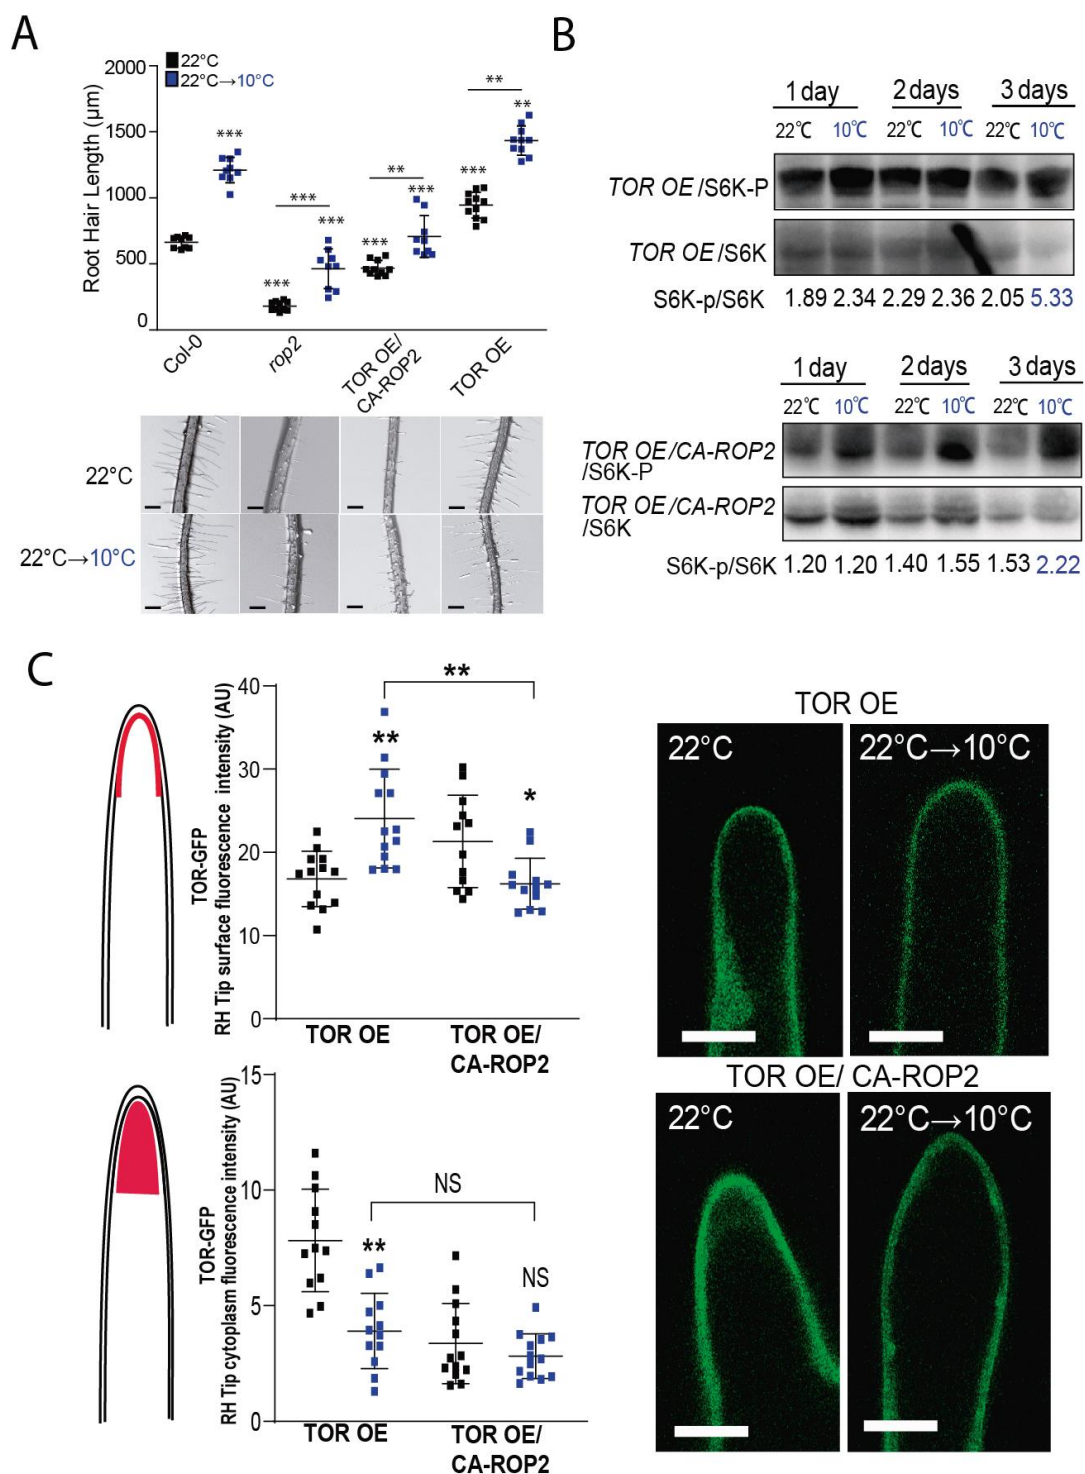 A
22°C
22°C→10°C
Root Hair Length (µm)
2000
1500
1000
500
0
***
***
***
***
***
**
***
***
**
**
Col-0
rop2
TOR OE/
CA-ROP2
TOR OE
22°C
22°C→10°C
B
1 day 2 days 3 days
22°C 10°C 22°C 10°C 22°C 10°C
TOR OE/S6K-P
TOR OE/S6K
S6K-p/S6K 1.89 2.34 2.29 2.36 2.05 5.33
1 day 2 days 3 days
22°C 10°C 22°C 10°C 22°C 10°C
TOR OE/CA-ROP2
/S6K-P
TOR OE/CA-ROP2
/S6K
S6K-p/S6K 1.20 1.20 1.40 1.55 1.53 2.22
C
TOR-GFP
RH Tip surface fluorescence intensity (AU)
40
30
20
10
0
**
**
*
TOR OE
TOR OE/
CA-ROP2
TOR-GFP
RH Tip cytoplasm fluorescence intensity (AU)
15
10
5
0
NS
**
NS
TOR OE
TOR OE/
CA-ROP2
TOR OE
22°C
22°C→10°C
TOR OE/ CA-ROP2
22°C
22°C→10°C